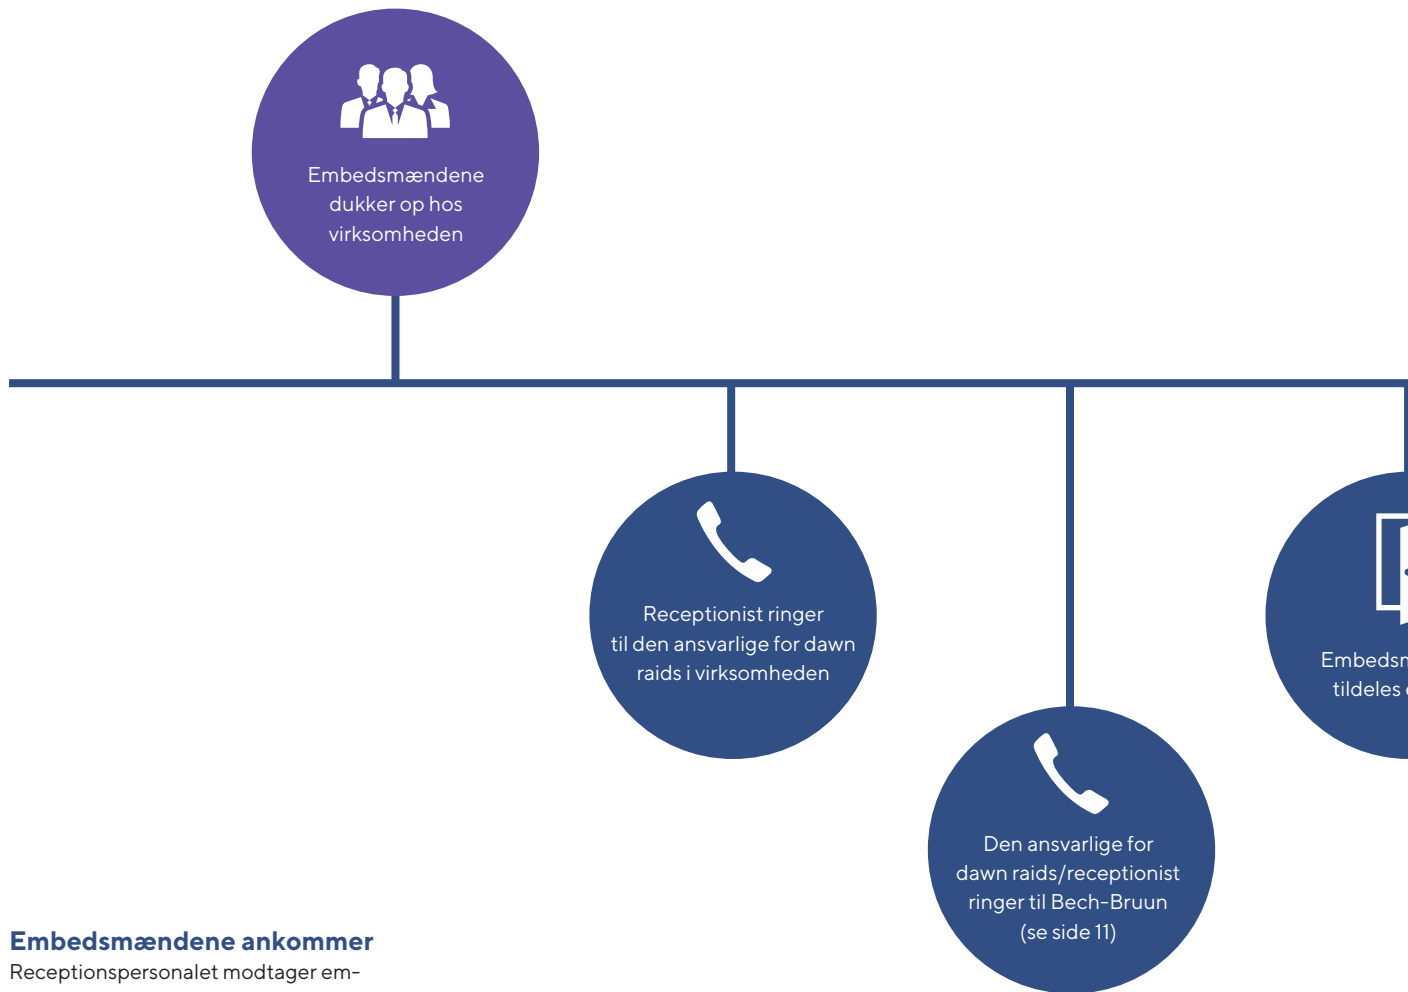 Embedsmændene
dukker op hos
virksomheden
Receptionist ringer
til den ansvarlige for dawn
raids i virksomheden
Den ansvarlige for
dawn raids/receptionist
ringer til Bech-Bruun
(se side 11)
tildeles
Embedsmændene ankommer
Receptionspersonalet modtager em-